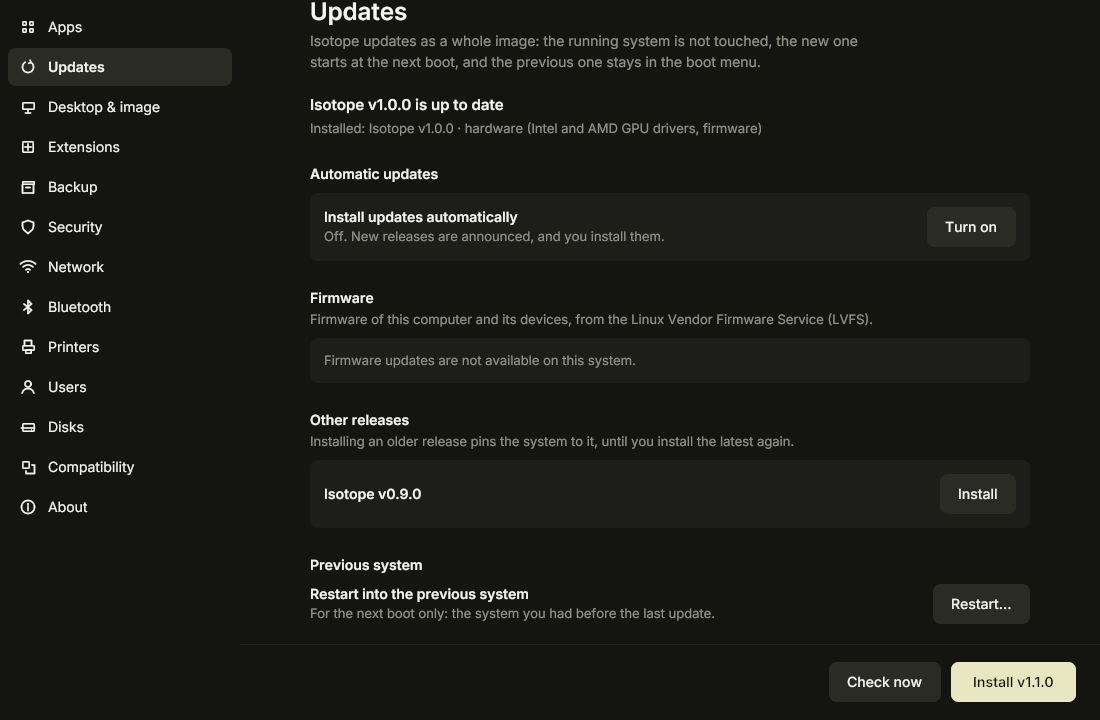 Apps
Updates
Desktop & image
Extensions
Backup
Security
Network
Bluetooth
Printers
Users
Disks
Compatibility
About
Updates
Isotope updates as a whole image: the running system is not touched, the new one
starts at the next boot, and the previous one stays in the boot menu.
Isotope v1.0.0 is up to date
Installed: Isotope v1.0.0 · hardware (Intel and AMD GPU drivers, firmware)
Automatic updates
Install updates automatically
Off. New releases are announced, and you install them.
Turn on
Firmware
Firmware of this computer and its devices, from the Linux Vendor Firmware Service (LVFS).
Firmware updates are not available on this system.
Other releases
Installing an older release pins the system to it, until you install the latest again.
Isotope v0.9.0
Install
Previous system
Restart into the previous system
For the next boot only: the system you had before the last update.
Restart...
Check now
Install v1.1.0